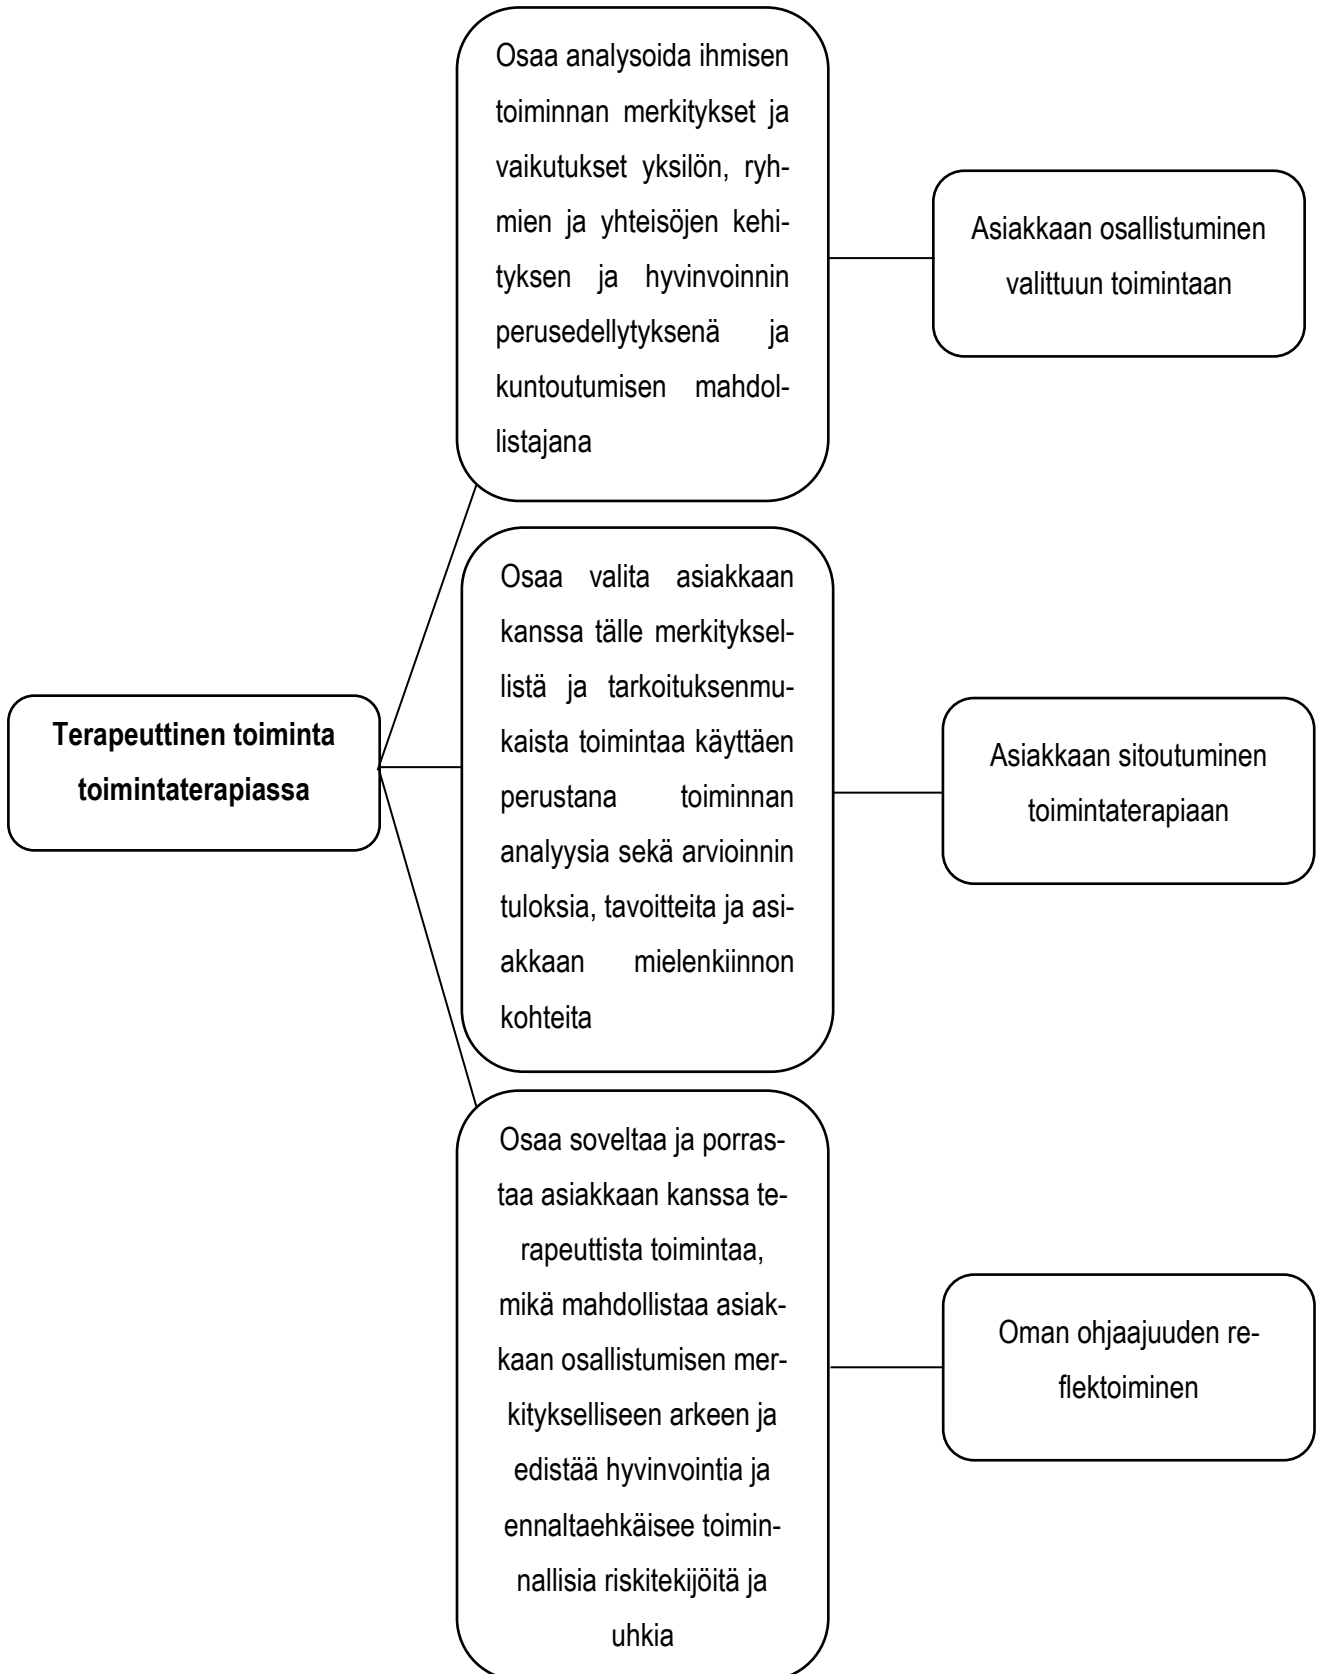 Osaa analysoida ihmisen
toiminnan merkitykset ja
vaikutukset yksilön, ryh-
mien ja yhteisöjen kehi-
tyksen ja hyvinvoinnin
perusedellytyksenä ja
kuntoutumisen mahdol-
listajana
Asiakkaan osallistuminen
valittuun toimintaan
Terapeuttinen toiminta
toimintaterapiassa
Osaa valita asiakkaan
kanssa tälle merkityksel-
listä ja tarkoituksenmu-
kaista toimintaa käyttäen
perustana toiminnan
analyysia sekä arvioinnin
tuloksia, tavoitteita ja asi-
akkaan mielenkiinnon
kohteita
Asiakkaan sitoutuminen
toimintaterapiaan
Osaa soveltaa ja porras-
taa asiakkaan kanssa te-
rapeuttista toimintaa,
mikä mahdollistaa asiak-
kaan osallistumisen mer-
kitykselliseen arkeen ja
edistää hyvinvointia ja
ennaltaehkäisee toimin-
nallisia riskitekijöitä ja
uhkia
Oman ohjaajuuden re-
flektoiminen